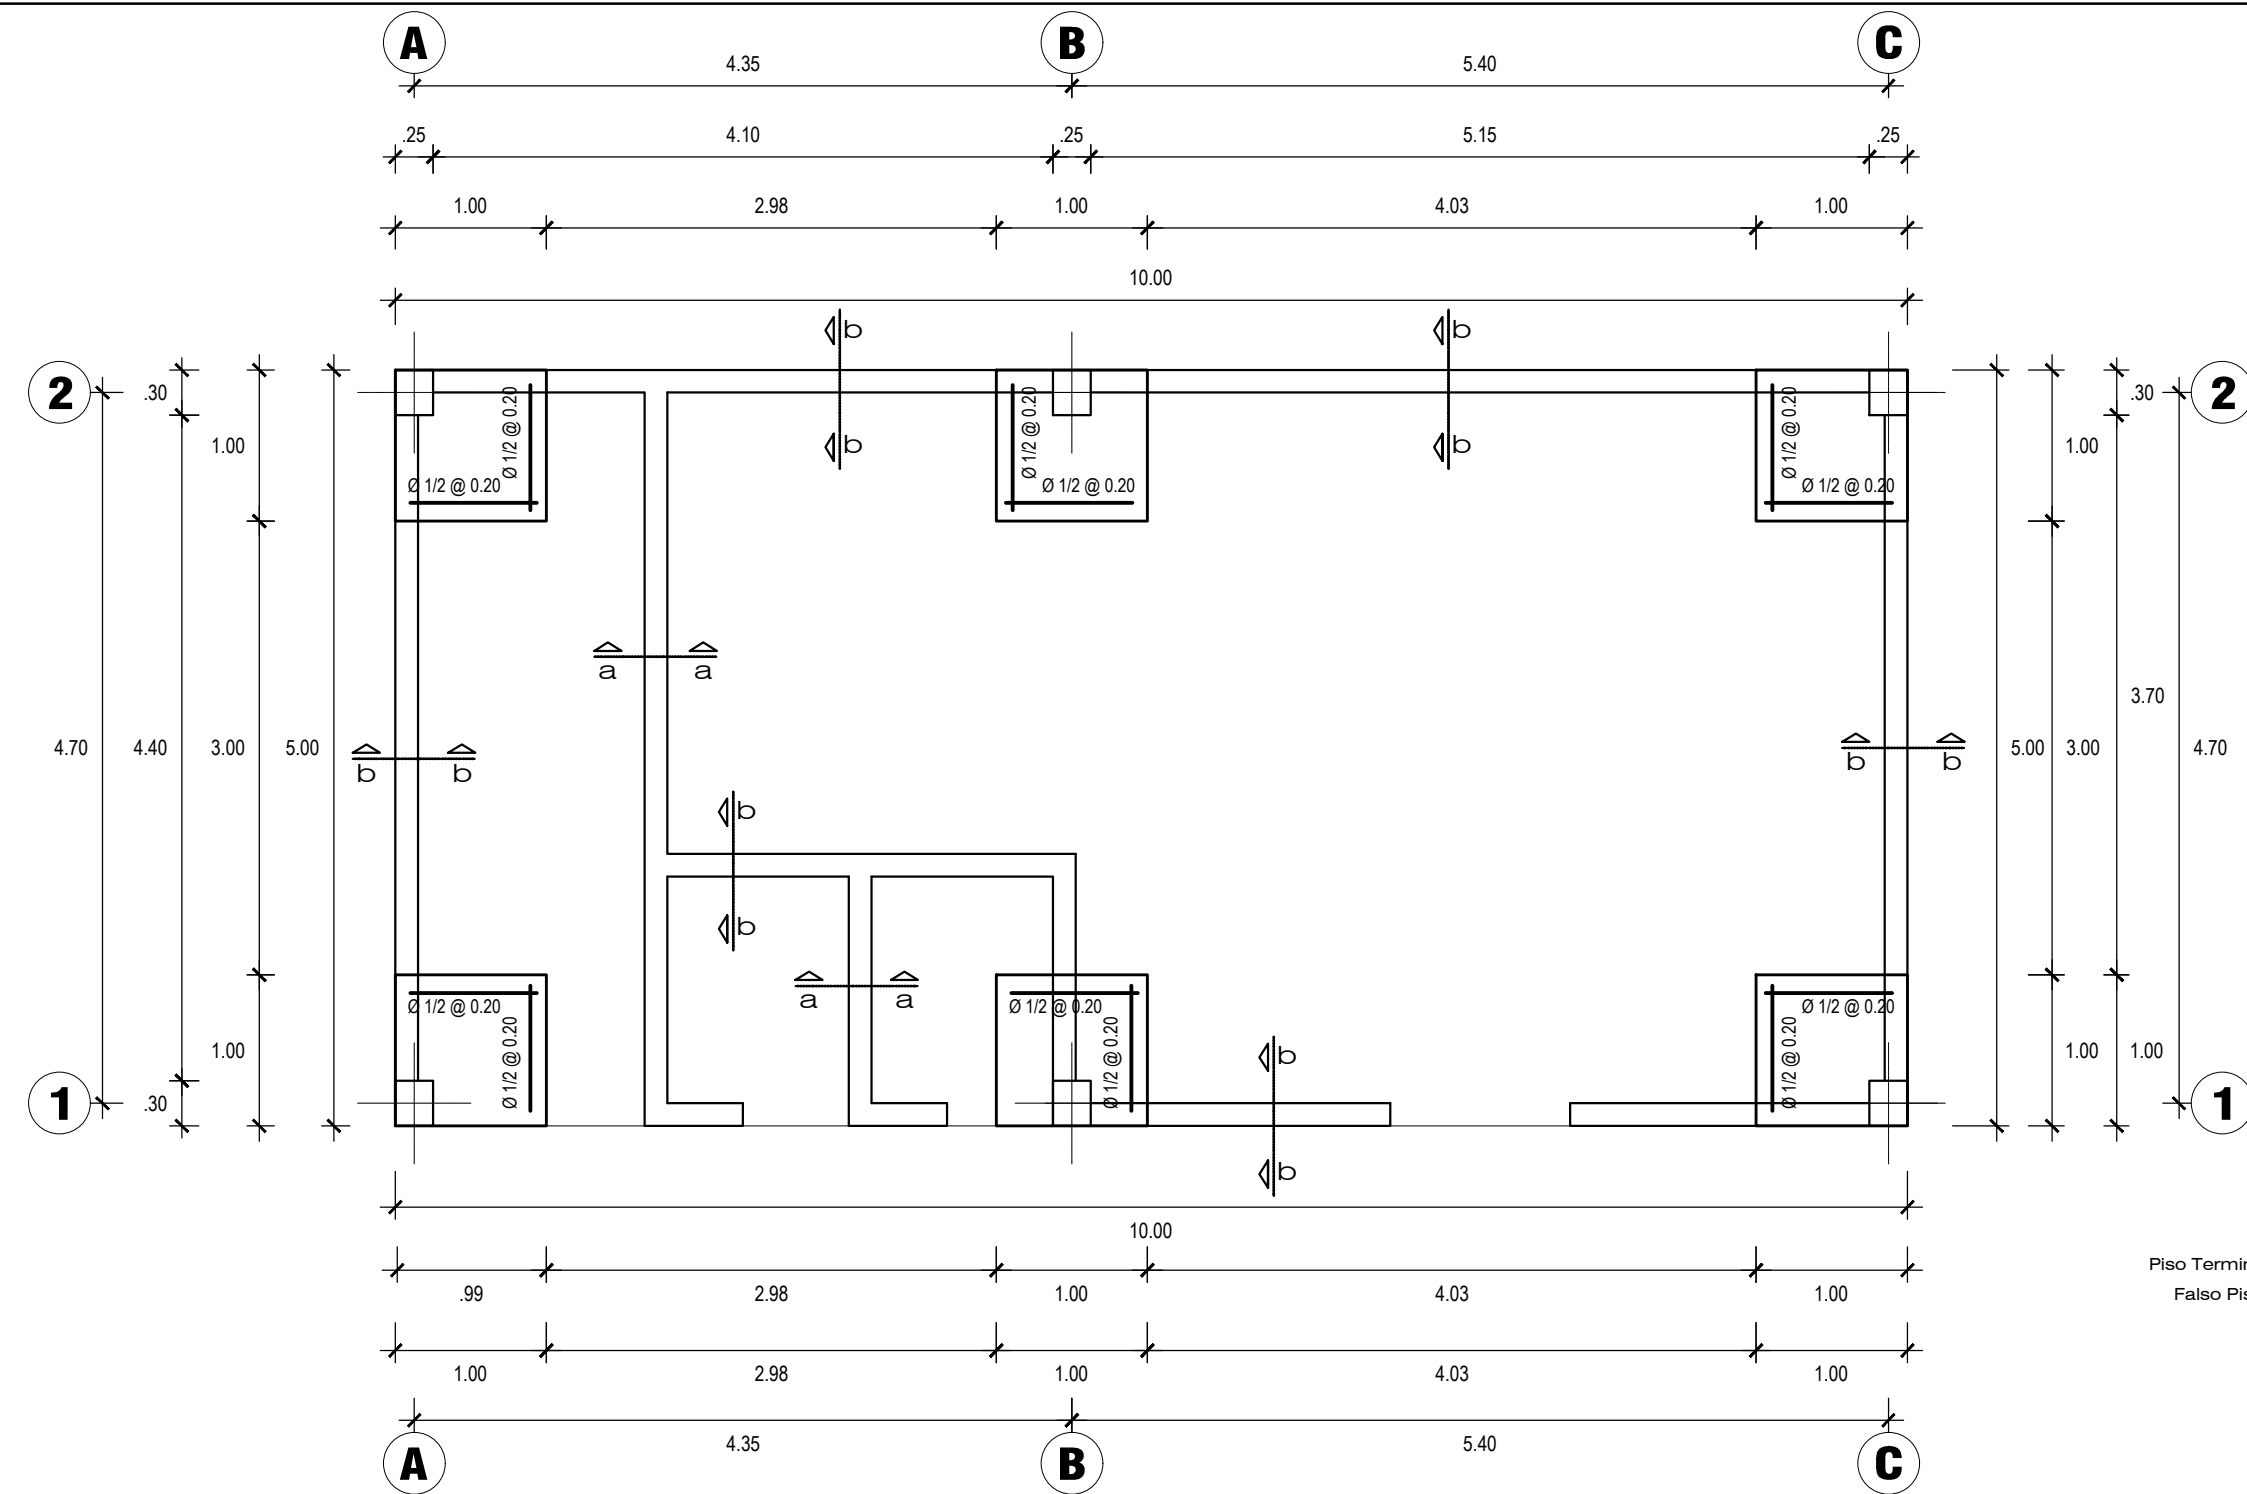 A B C
4.35 5.40
.25 4.10 .25 5.15 .25
1.00 2.98 1.00 4.03 1.00
10.00
b b
2 .30 .30 2
b b
1.00 1.00
Ø 1/2 @ 0.20 Ø 1/2 @ 0.20 Ø 1/2 @ 0.20
Ø 1/2 @ 0.20 Ø 1/2 @ 0.20 Ø 1/2 @ 0.20
a a
3.70
4.70 4.40 3.00 5.00 5.00 3.00 4.70
b b b b
b
b
a a
Ø 1/2 @ 0.20 Ø 1/2 @ 0.20 Ø 1/2 @ 0.20
Ø 1/2 @ 0.20 Ø 1/2 @ 0.20 Ø 1/2 @ 0.20
1.00 b 1.00 1.00
1 .30 1
b
10.00
Piso Termin
.99 2.98 1.00 4.03 1.00
Falso Pis
1.00 2.98 1.00 4.03 1.00
4.35 5.40
A B C